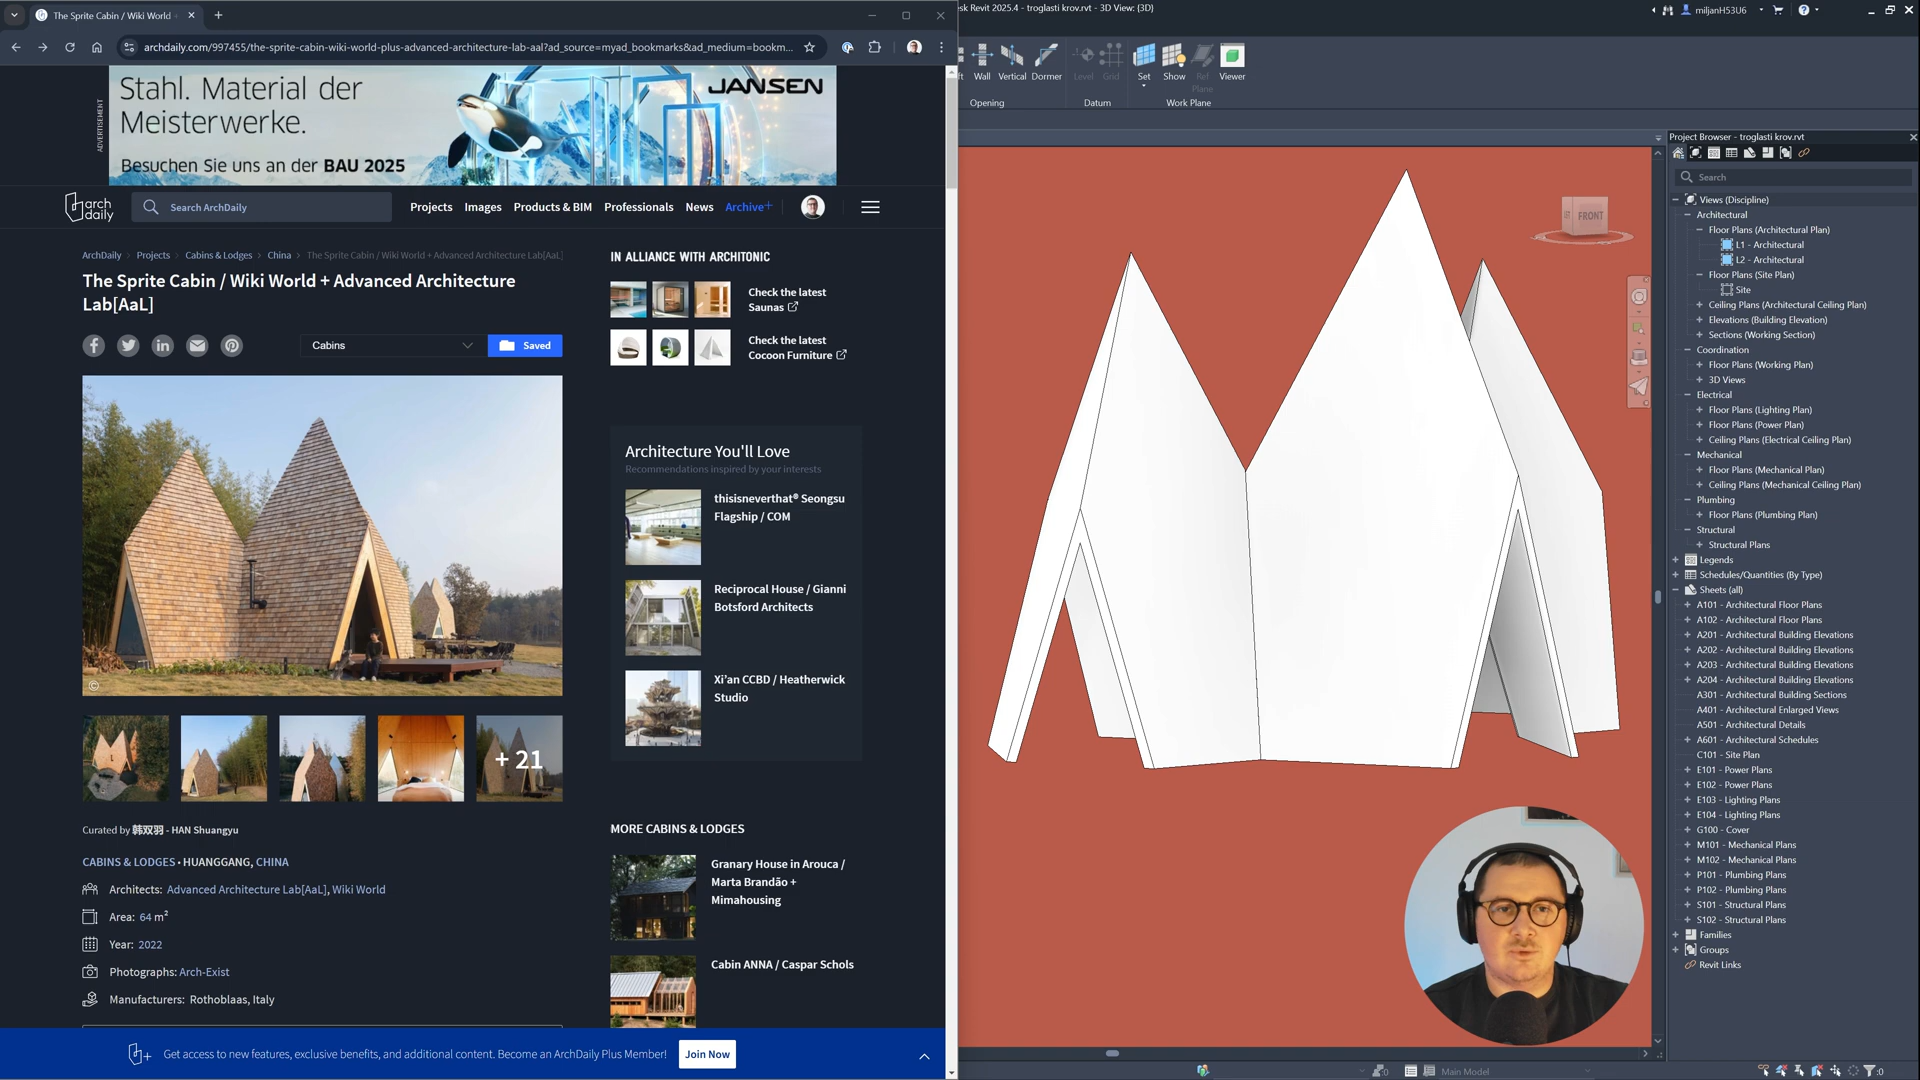 The Sprite Cabin / Wiki World
archdaily.com/997455/the-sprite-cabin-wiki-world-plus-advanced-architecture-lab-aal?ad_source=myad_bookmarks&ad_medium=bookm...
ADVERTISEMENT
Stahl. Material der
Meisterwerke.
Besuchen Sie uns an der BAU 2025
JANSEN
arch
daily
Search ArchDaily
Projects
Images
Products & BIM
Professionals
News
Archive+
ArchDaily > Projects > Cabins & Lodges > China > The Sprite Cabin / Wiki World + Advanced Architecture Lab[AaL]
The Sprite Cabin / Wiki World + Advanced Architecture
Lab[AaL]
Cabins
Saved
©
+ 21
Curated by 韩双羽 - HAN Shuangyu
CABINS & LODGES • HUANGGANG, CHINA
Architects: Advanced Architecture Lab[AaL], Wiki World
Area: 64 m²
Year: 2022
Photographs: Arch-Exist
Manufacturers: Rothoblaas, Italy
IN ALLIANCE WITH ARCHITONIC
Check the latest
Saunas
Check the latest
Cocoon Furniture
Architecture You'll Love
Recommendations inspired by your interests
thisisneverthat® Seongsu
Flagship / COM
Reciprocal House / Gianni
Botsford Architects
Xi'an CCBD / Heatherwick
Studio
MORE CABINS & LODGES
Granary House in Arouca /
Marta Brandão +
Mimahousing
Cabin ANNA / Caspar Schols
Get access to new features, exclusive benefits, and additional content. Become an ArchDaily Plus Member!
Join Now
sk Revit 2025.4 - troglasti krov.rvt - 3D View: {3D}
miljanH53U6
ft
Wall
Vertical
Dormer
Level
Grid
Set
Show
Ref
Plane
Viewer
Opening
Datum
Work Plane
FRONT
Project Browser - troglasti krov.rvt
Search
Views (Discipline)
Architectural
Floor Plans (Architectural Plan)
L1 - Architectural
L2 - Architectural
Floor Plans (Site Plan)
Site
Ceiling Plans (Architectural Ceiling Plan)
Elevations (Building Elevation)
Sections (Working Section)
Coordination
Floor Plans (Working Plan)
3D Views
Electrical
Floor Plans (Lighting Plan)
Floor Plans (Power Plan)
Ceiling Plans (Electrical Ceiling Plan)
Mechanical
Floor Plans (Mechanical Plan)
Ceiling Plans (Mechanical Ceiling Plan)
Plumbing
Floor Plans (Plumbing Plan)
Structural
Structural Plans
Legends
Schedules/Quantities (By Type)
Sheets (all)
A101 - Architectural Floor Plans
A102 - Architectural Floor Plans
A201 - Architectural Building Elevations
A202 - Architectural Building Elevations
A203 - Architectural Building Elevations
A204 - Architectural Building Elevations
A301 - Architectural Building Sections
A401 - Architectural Enlarged Views
A501 - Architectural Details
A601 - Architectural Schedules
C101 - Site Plan
E101 - Power Plans
E102 - Power Plans
E103 - Lighting Plans
E104 - Lighting Plans
G100 - Cover
M101 - Mechanical Plans
M102 - Mechanical Plans
P101 - Plumbing Plans
P102 - Plumbing Plans
S101 - Structural Plans
S102 - Structural Plans
Families
Groups
Revit Links
:0
Main Model
:0